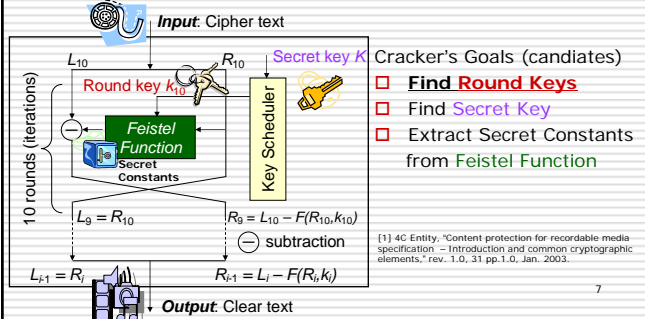 Input: Cipher text
L10
R10
Secret key K
Round key k10
10 rounds (iterations)
Feistel
Function
Secret
Constants
Key Scheduler
L9 = R10
R9 = L10 – F(R10,k10)
subtraction
Li-1 = Ri
Ri-1 = Li – F(Ri,ki)
Output: Clear text
Cracker's Goals (candiates)
Find Round Keys
Find Secret Key
Extract Secret Constants
from Feistel Function
[1] 4C Entity, "Content protection for recordable media
specification – Introduction and common cryptographic
elements," rev. 1.0, 31 pp.1.0, Jan. 2003.
7